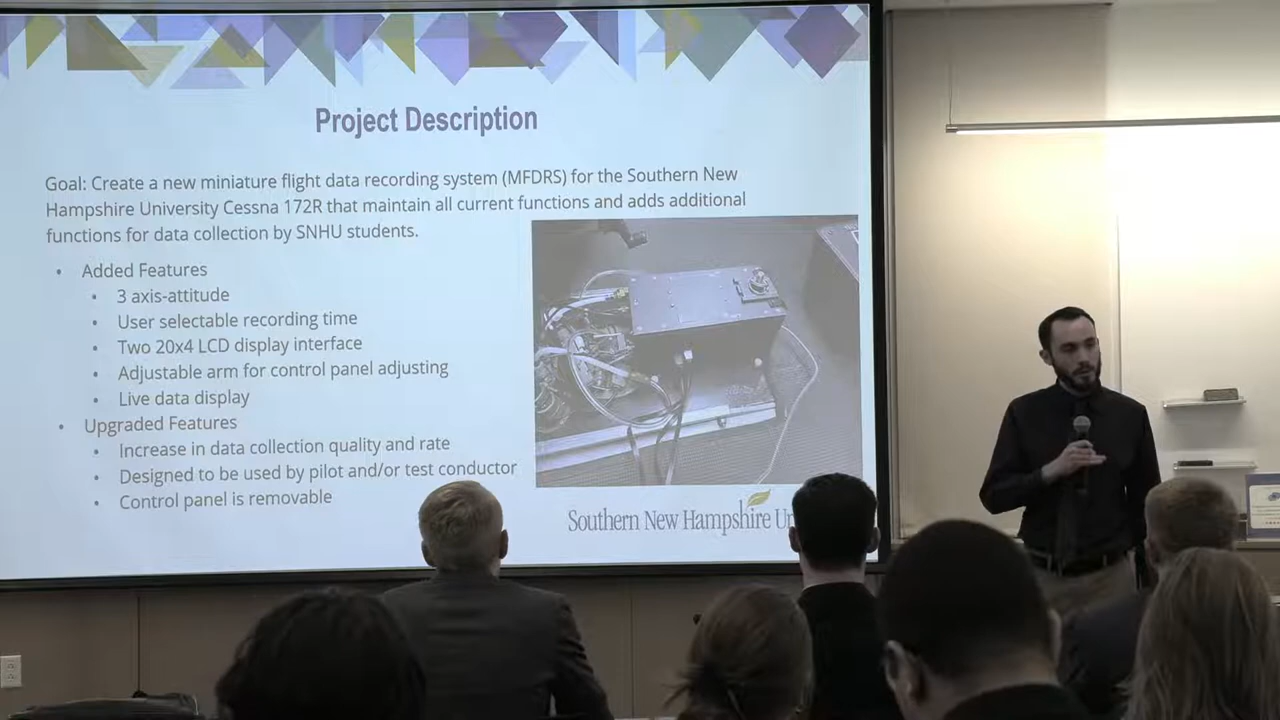 Project Description
Goal: Create a new miniature flight data recording system (MFDRS) for the Southern New
Hampshire University Cessna 172R that maintain all current functions and adds additional
functions for data collection by SNHU students.
• Added Features
• 3 axis-attitude
• User selectable recording time
• Two 20x4 LCD display interface
• Adjustable arm for control panel adjusting
• Live data display
• Upgraded Features
• Increase in data collection quality and rate
• Designed to be used by pilot and/or test conductor
• Control panel is removable
Southern New Hampshire